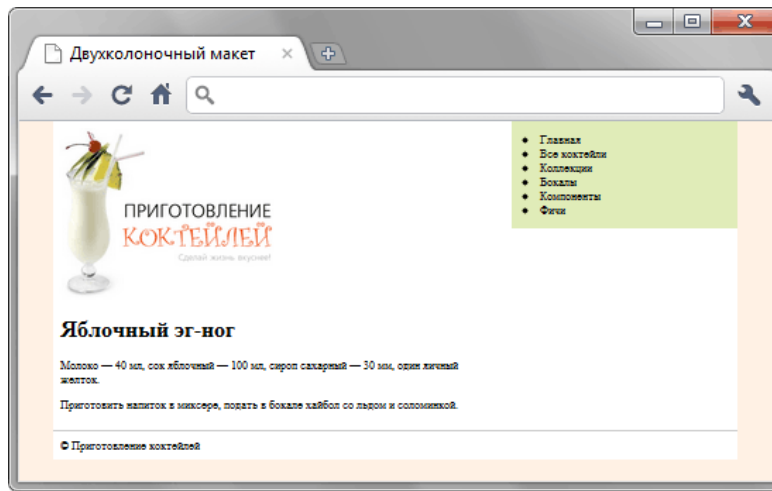 Двухколоночный макет
ПРИГОТОВЛЕНИЕ
КОКТЕЙЛЕЙ
Сделай жизнь вкуснее!
Главная
Все коктейли
Коллекции
Бокалы
Компоненты
Фичи
Яблочный эг-ног
Молоко — 40 мл, сок яблочный — 100 мл, сироп сахарный — 30 мм, один яичный
желток.
Приготовить напиток в миксере, подать в бокале хайбол со льдом и соломинкой.
© Приготовление коктейлей